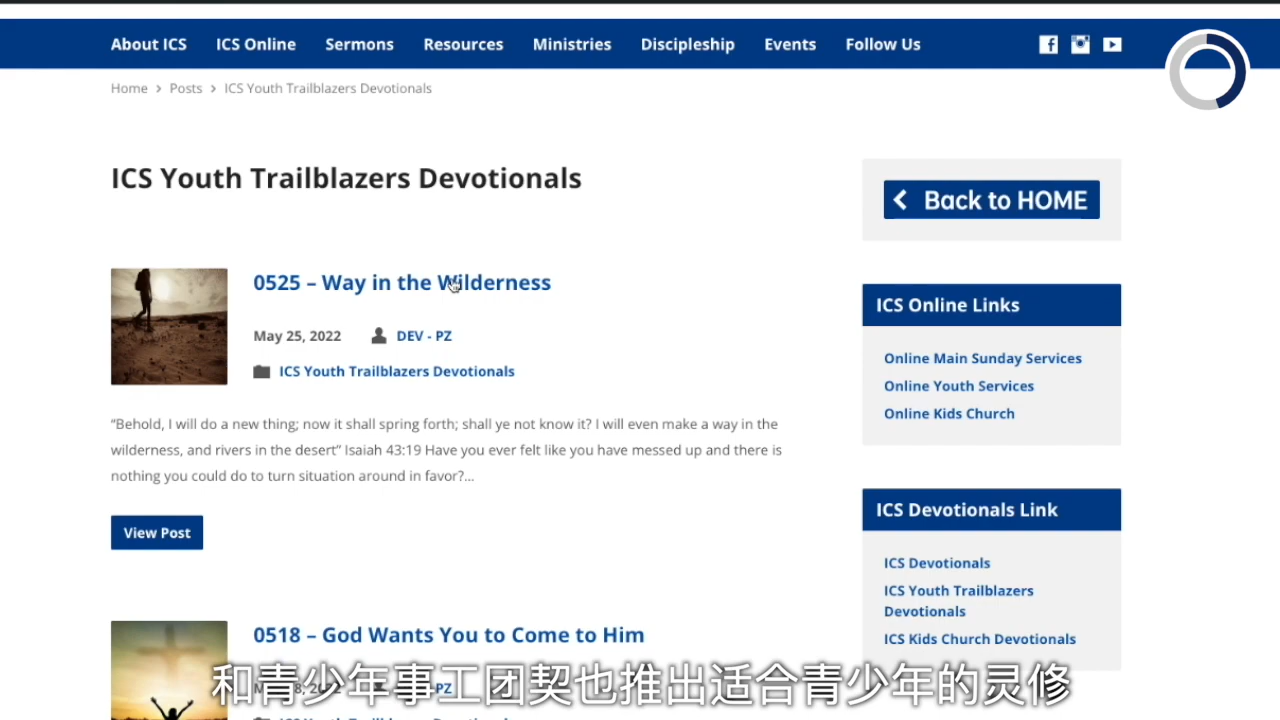 About ICS ICS Online Sermons Resources Ministries Discipleship Events Follow Us
Home > Posts > ICS Youth Trailblazers Devotionals
ICS Youth Trailblazers Devotionals
0525 – Way in the Wilderness
May 25, 2022 DEV - PZ
ICS Youth Trailblazers Devotionals
“Behold, I will do a new thing; now it shall spring forth; shall ye not know it? I will even make a way in the
wilderness, and rivers in the desert” Isaiah 43:19 Have you ever felt like you have messed up and there is
nothing you could do to turn situation around in favor?...
View Post
0518 – God Wants You to Come to Him
Back to HOME
ICS Online Links
Online Main Sunday Services
Online Youth Services
Online Kids Church
ICS Devotionals Link
ICS Devotionals
ICS Youth Trailblazers
Devotionals
ICS Kids Church Devotionals
和青少年事工团契也推出适合青少年的灵修